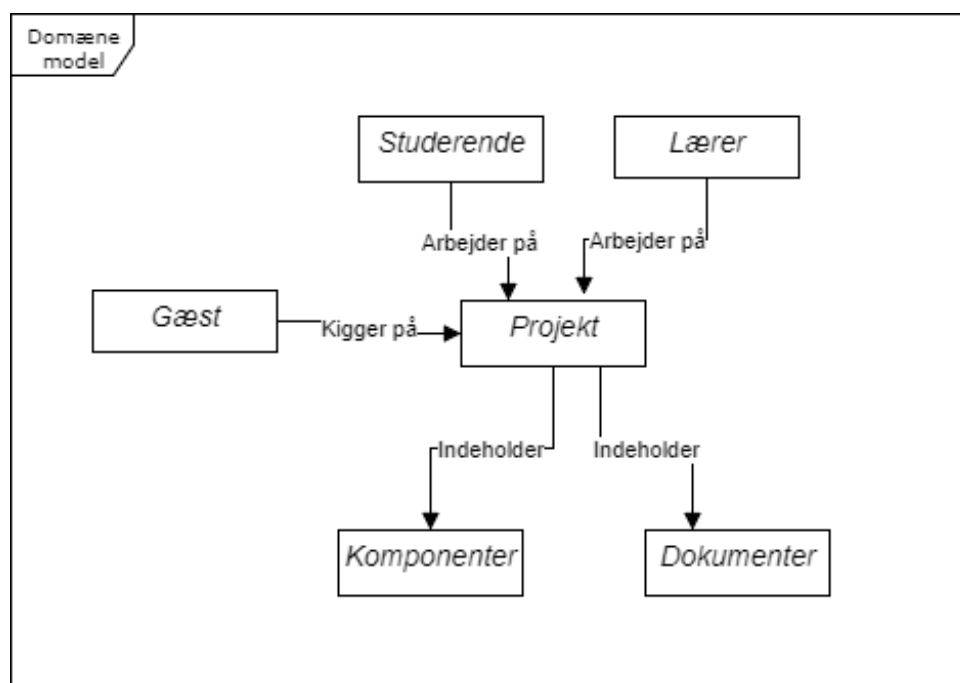 Domæne
model
Studerende
Lærer
Arbejder på
Arbejder på
Gæst
Kigger på
Projekt
Indeholder
Indeholder
Komponenter
Dokumenter